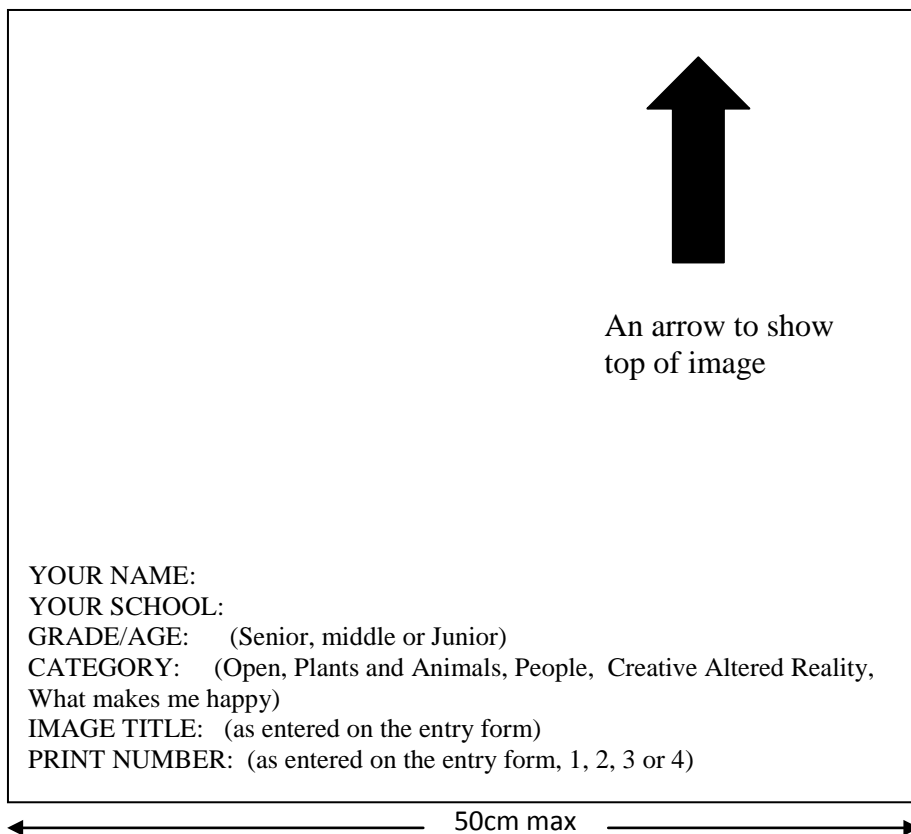 An arrow to show
top of image
YOUR NAME:
YOUR SCHOOL:
GRADE/AGE: (Senior, middle or Junior)
CATEGORY: (Open, Plants and Animals, People, Creative Altered Reality,
What makes me happy)
IMAGE TITLE: (as entered on the entry form)
PRINT NUMBER: (as entered on the entry form, 1, 2, 3 or 4)
50cm max